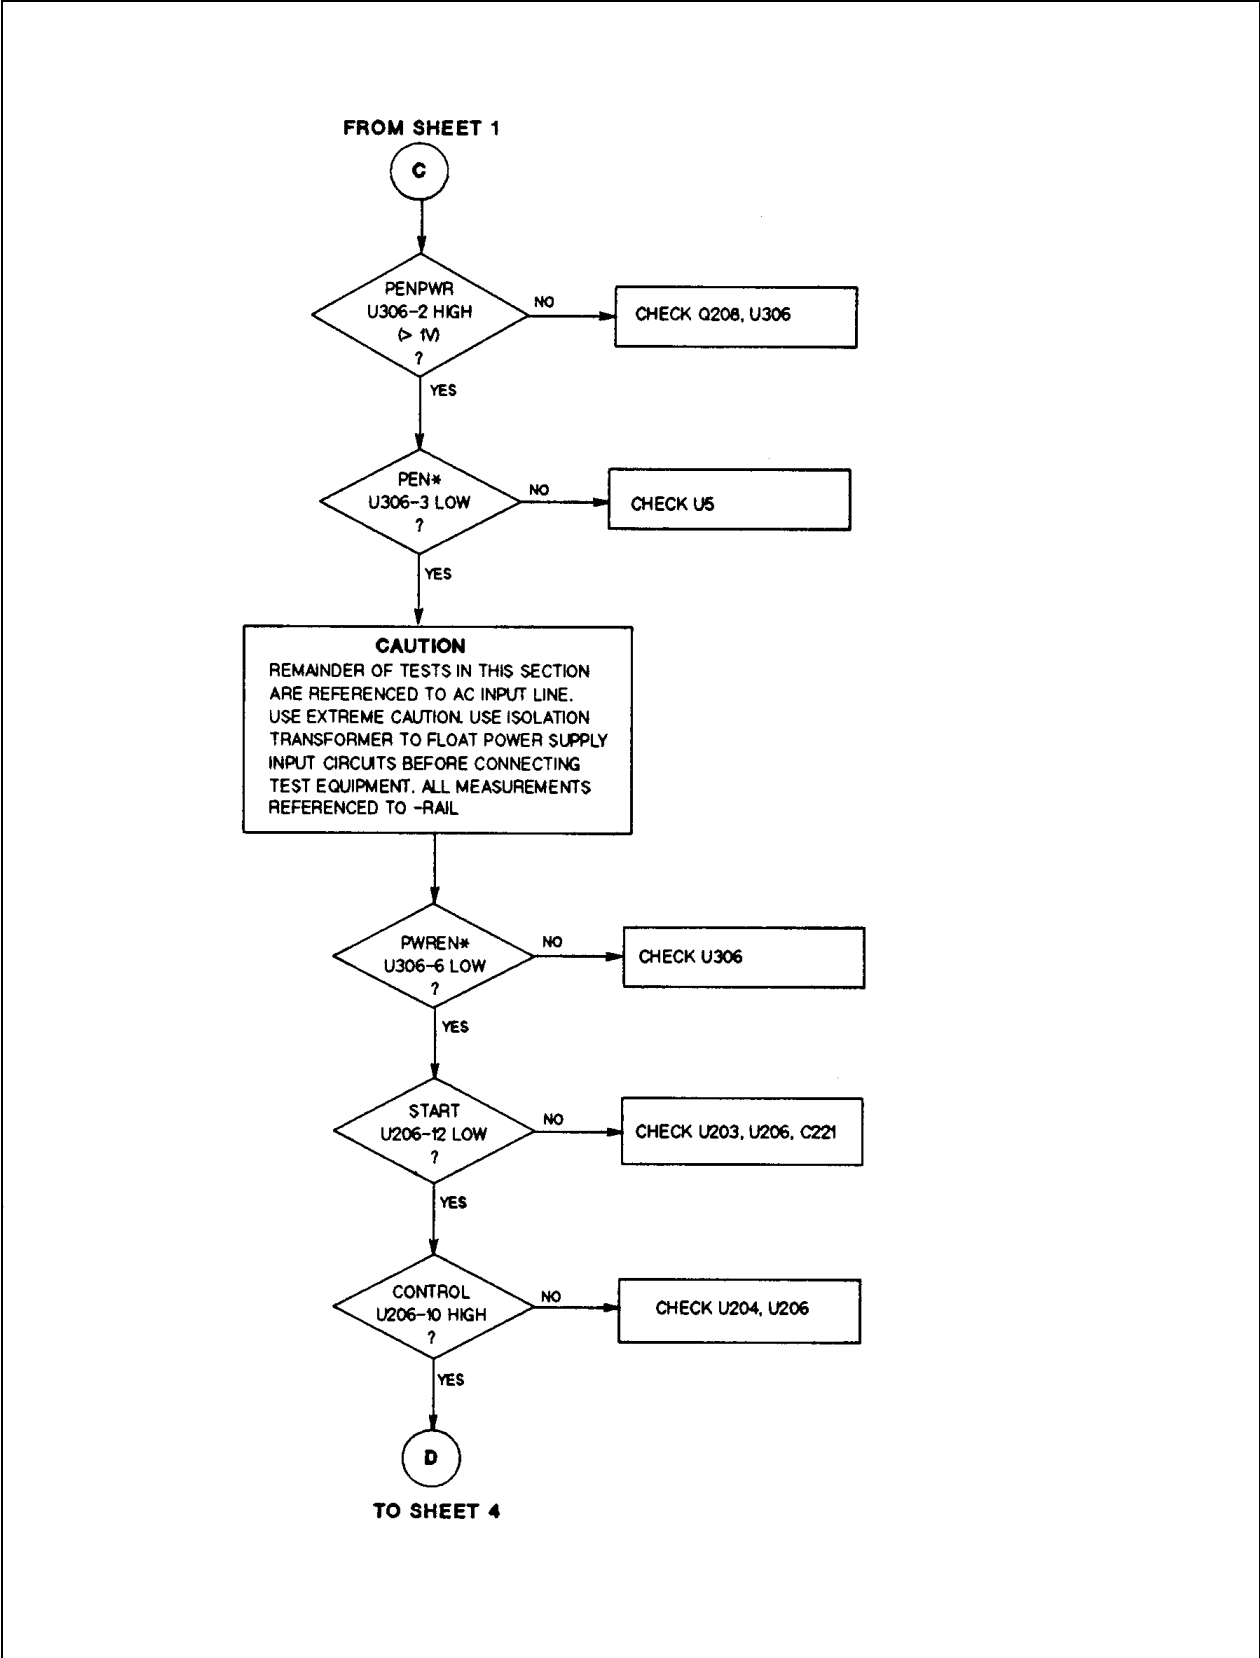 FROM SHEET 1
C
PENPWR
U306-2 HIGH
(> 1V)
?
NO
CHECK Q208, U306
YES
PEN*
U306-3 LOW
?
NO
CHECK U5
YES
CAUTION
REMAINDER OF TESTS IN THIS SECTION
ARE REFERENCED TO AC INPUT LINE.
USE EXTREME CAUTION. USE ISOLATION
TRANSFORMER TO FLOAT POWER SUPPLY
INPUT CIRCUITS BEFORE CONNECTING
TEST EQUIPMENT. ALL MEASUREMENTS
REFERENCED TO -RAIL
PWREN*
U306-6 LOW
?
NO
CHECK U306
YES
START
U206-12 LOW
?
NO
CHECK U203, U206, C221
YES
CONTROL
U206-10 HIGH
?
NO
CHECK U204, U206
YES
D
TO SHEET 4